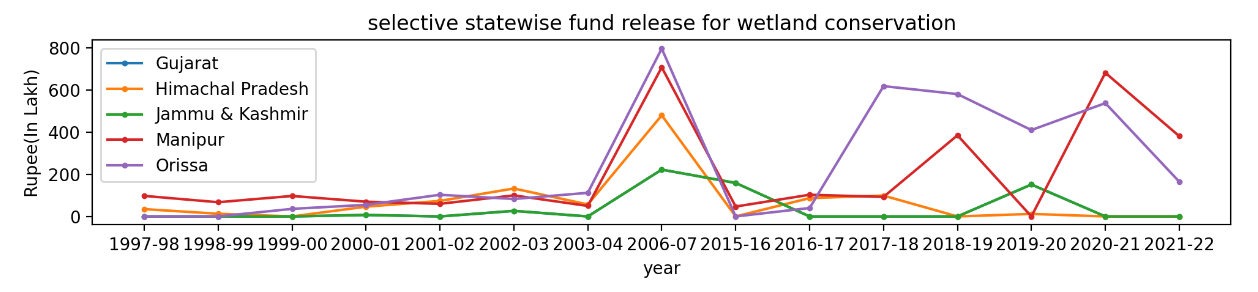 selective statewise fund release for wetland conservation
Rupee(In Lakh)
800
600
400
200
0
Gujarat
Himachal Pradesh
Jammu & Kashmir
Manipur
Orissa
1997-98 1998-99 1999-00 2000-01 2001-02 2002-03 2003-04 2006-07 2015-16 2016-17 2017-18 2018-19 2019-20 2020-21 2021-22
year